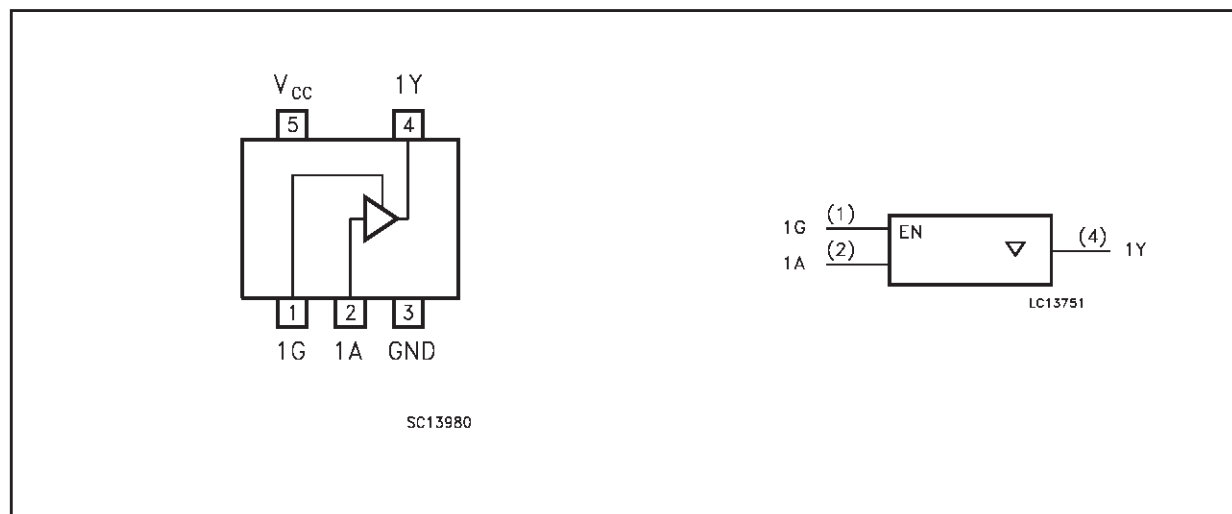 VCC 1Y
5 4
1 2 3
1G 1A GND
SC13980
1G (1) EN
1A (2)
(4) 1Y
LC13751